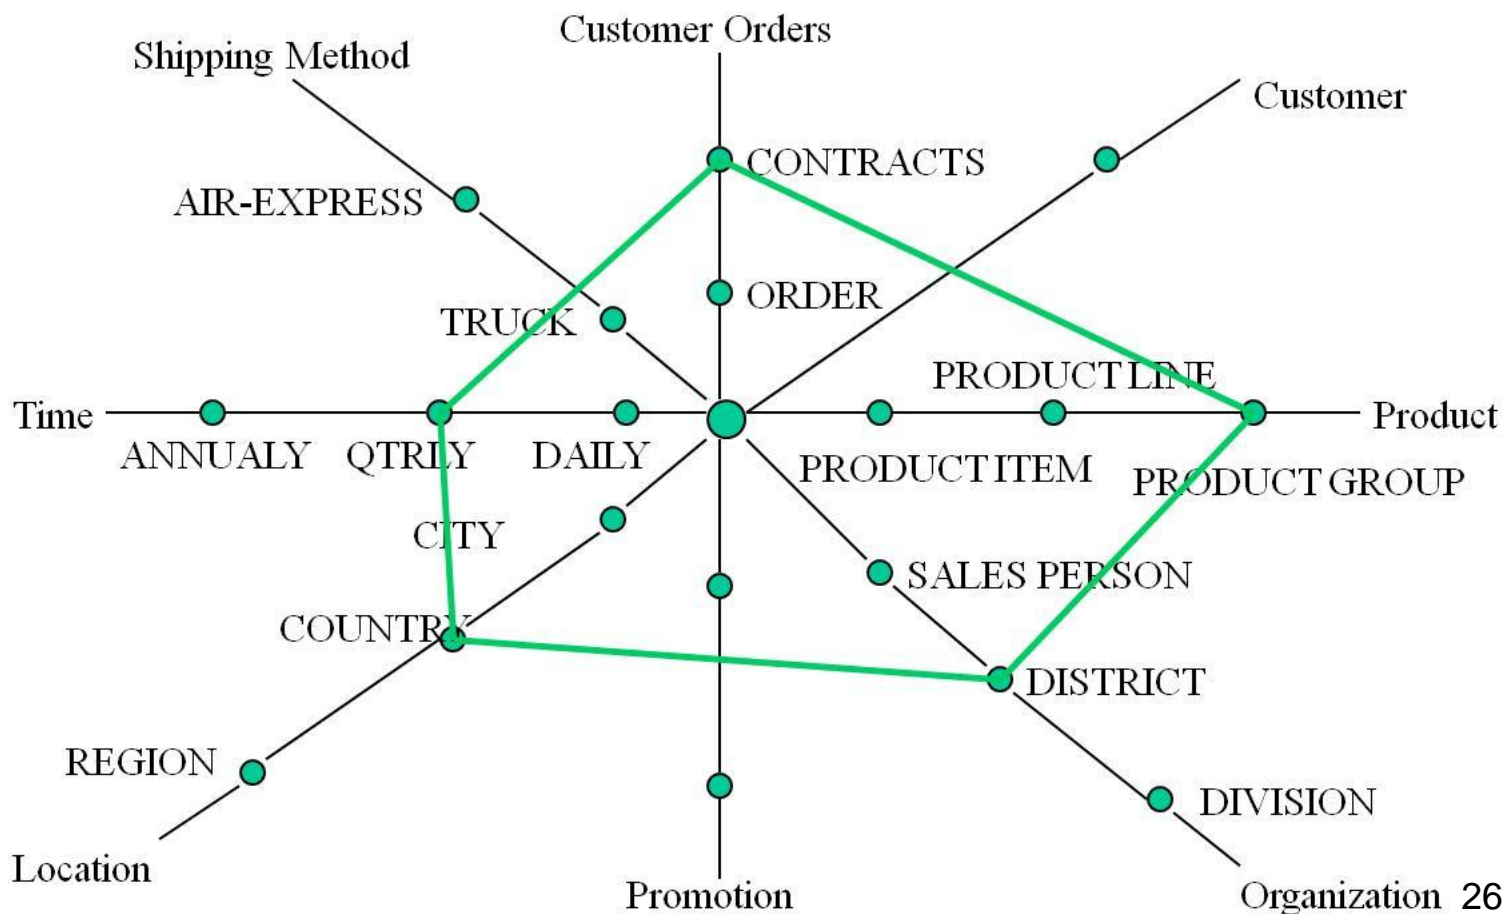 Customer Orders
Shipping Method
Customer
CONTRACTS
AIR-EXPRESS
ORDER
TRUCK
PRODUCT LINE
Time
Product
ANNUALY
QTRLY
DAILY
PRODUCT ITEM
PRODUCT GROUP
CITY
SALES PERSON
COUNTRY
DISTRICT
REGION
DIVISION
Location
Promotion
Organization
26